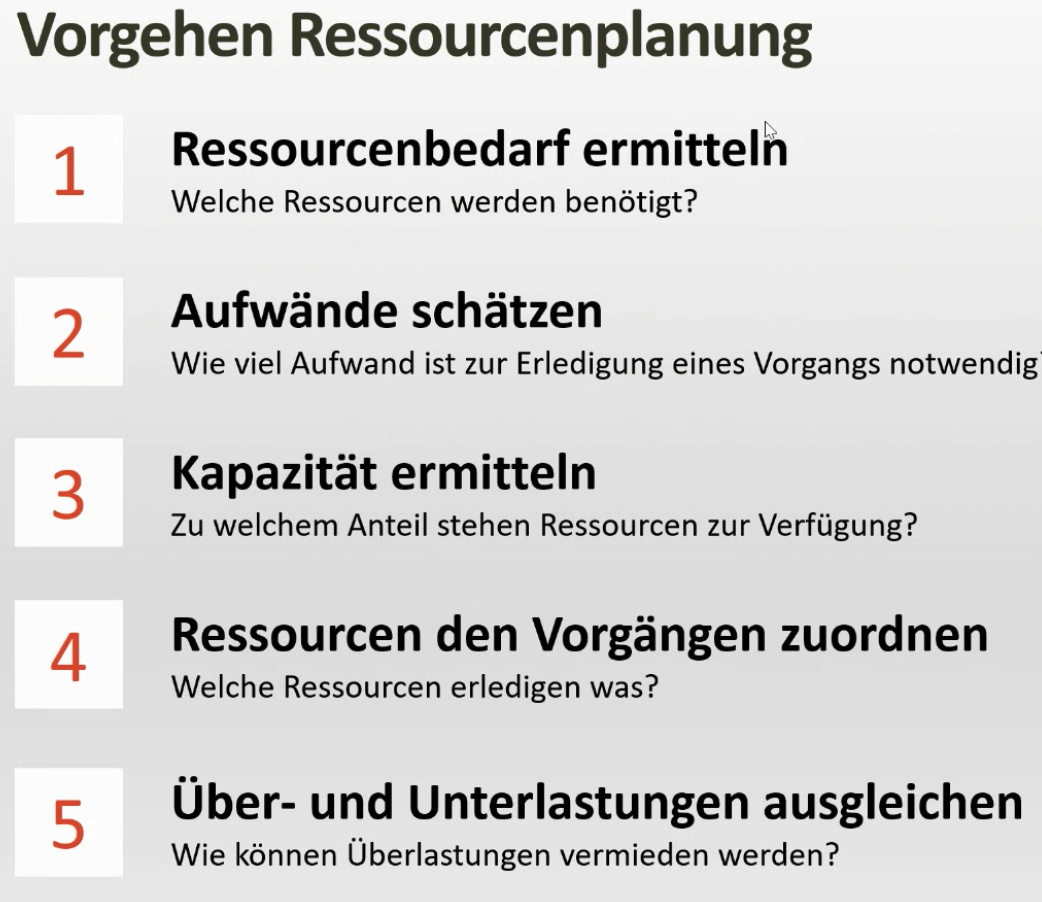 Vorgehen Ressourcenplanung
1
Ressourcenbedarf ermitteln
Welche Ressourcen werden benötigt?
2
Aufwände schätzen
Wie viel Aufwand ist zur Erledigung eines Vorgangs notwendig?
3
Kapazität ermitteln
Zu welchem Anteil stehen Ressourcen zur Verfügung?
4
Ressourcen den Vorgängen zuordnen
Welche Ressourcen erledigen was?
5
Über- und Unterlastungen ausgleichen
Wie können Überlastungen vermieden werden?